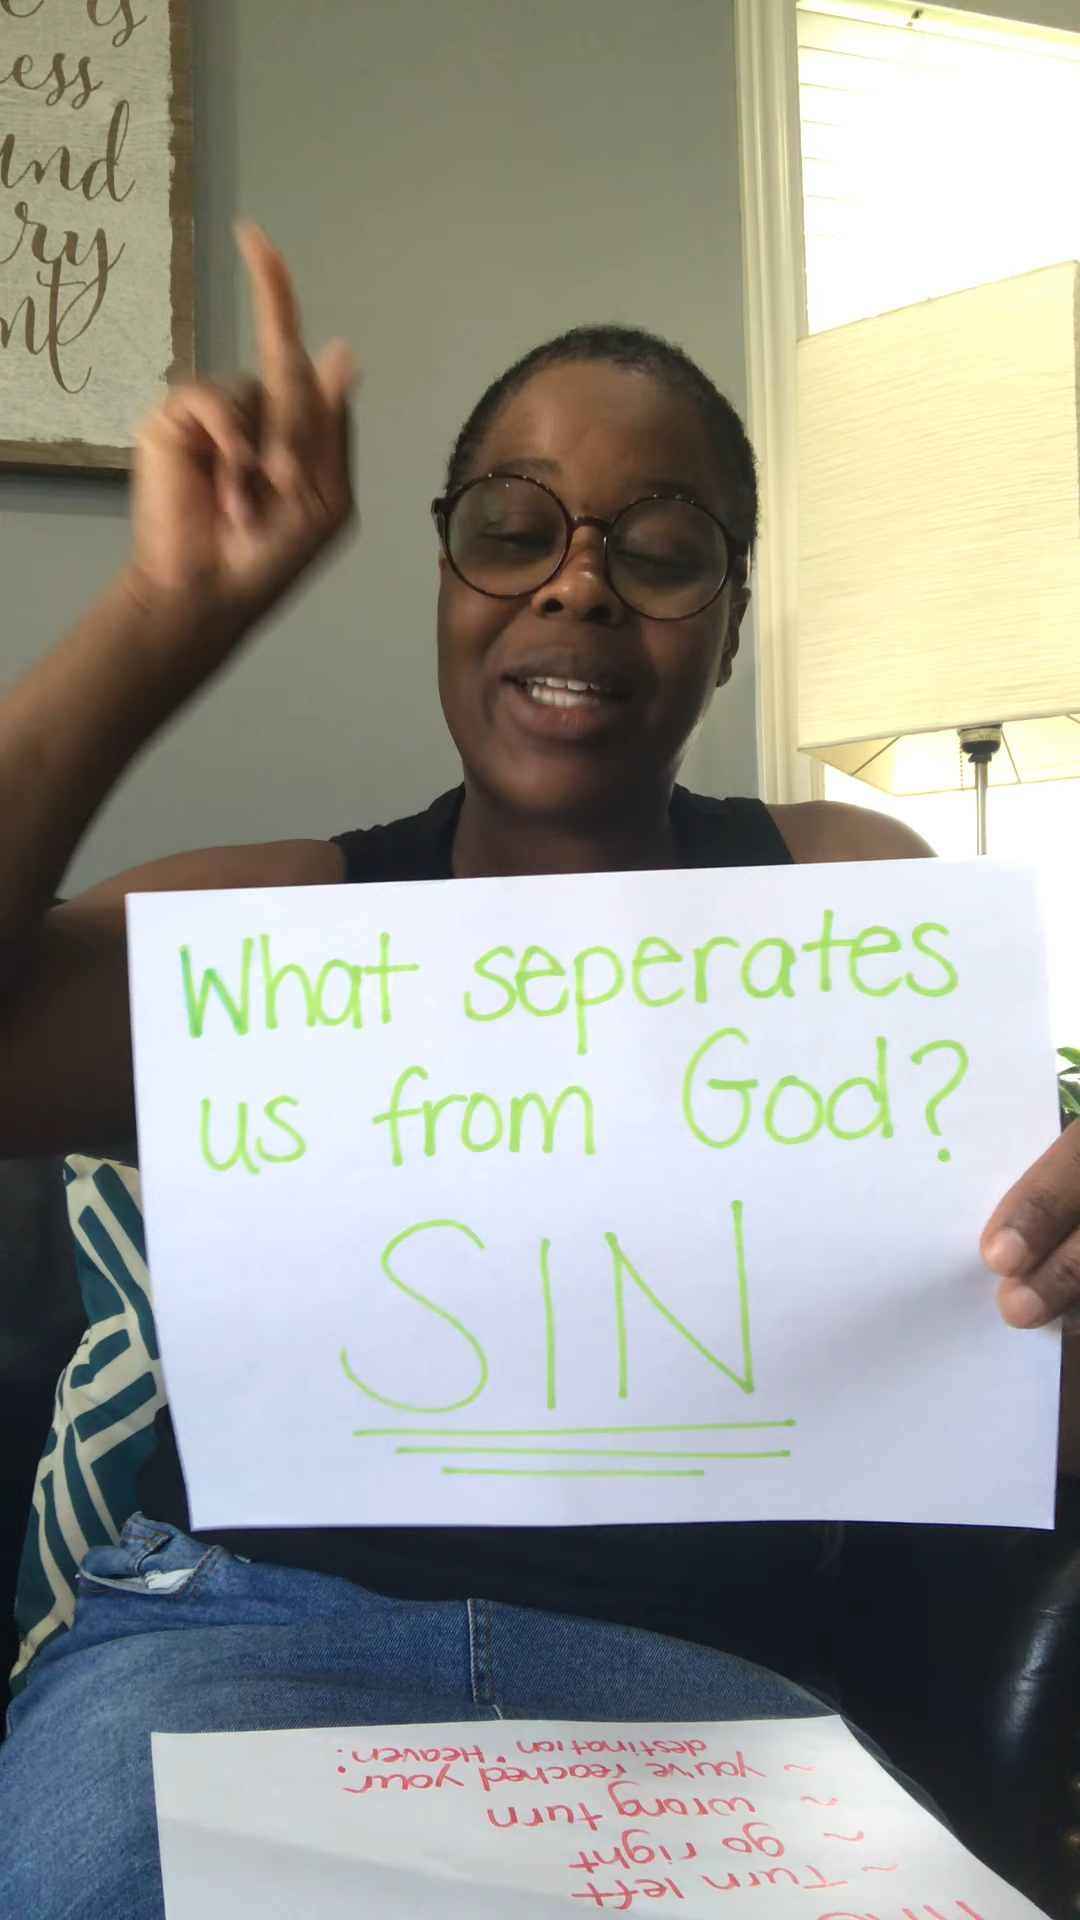 What seperates
us from God?
SIN
~ Turn left
~ go right
~ wrong turn
~ you've reached your
destination "Heaven."